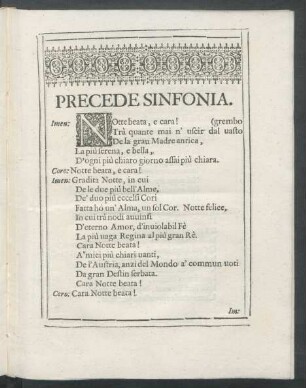 PRECEDE SINFONIA.
Imen: NOtte beata, e cara! (grembo
Trà quante mai n' uscir dal vasto
De la gran Madre antica,
La più serena, e bella,
D'ogni più chiaro giorno assai più chiara.
Coro: Notte beata, e cara!
Imen: Gradita Notte, in cui
De le due più bell'Alme,
De' duo più eccelsi Cori
Fatta hò un' Alma, un sol Cor. Notte felice,
In cui trà nodi auuinsi
D'eterno Amor, d'inuiolabil Fè
La più uaga Regina al più gran Rè.
Cara Notte beata!
A' miei più chiari uanti,
De l'Austria, anzi del Mondo a' commun uoti
Da gran Destin serbata.
Cara Notte beata!
Coro: Cara Notte beata!
Im: